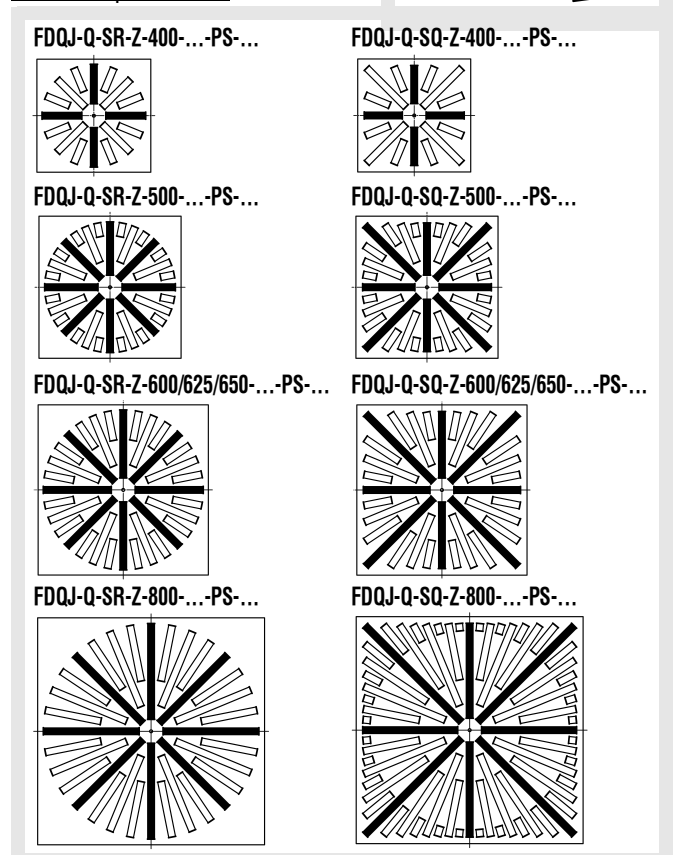 FDQJ-Q-SR-Z-400-...-PS-...
FDQJ-Q-SQ-Z-400-...-PS-...
FDQJ-Q-SR-Z-500-...-PS-...
FDQJ-Q-SQ-Z-500-...-PS-...
FDQJ-Q-SR-Z-600/625/650-...-PS-...
FDQJ-Q-SQ-Z-600/625/650-...-PS-...
FDQJ-Q-SR-Z-800-...-PS-...
FDQJ-Q-SQ-Z-800-...-PS-...